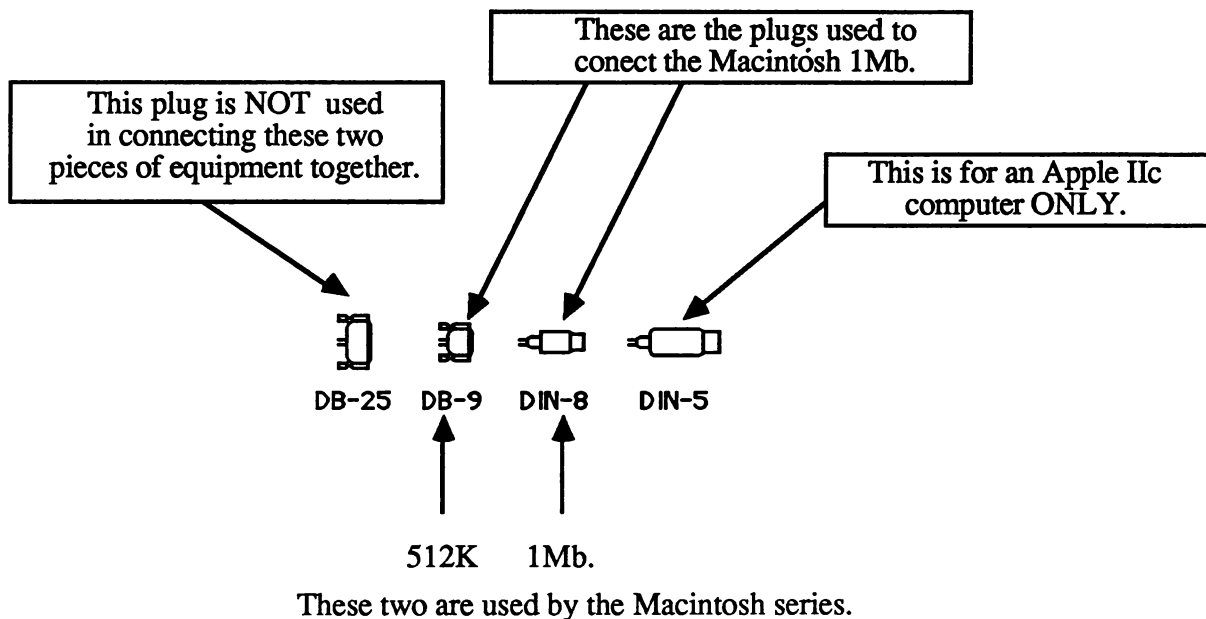 These are the plugs used to
conect the Macintosh 1Mb.
This plug is NOT used
in connecting these two
pieces of equipment together.
This is for an Apple IIc
computer ONLY.
DB-25 DB-9 DIN-8 DIN-5
512K 1Mb.
These two are used by the Macintosh series.